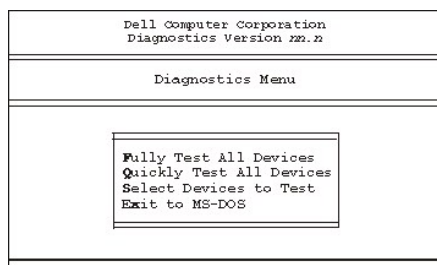 Dell Computer Corporation
Diagnostics Version nn.n
Diagnostics Menu
Fully Test All Devices
Quickly Test All Devices
Select Devices to Test
Exit to MS-DOS